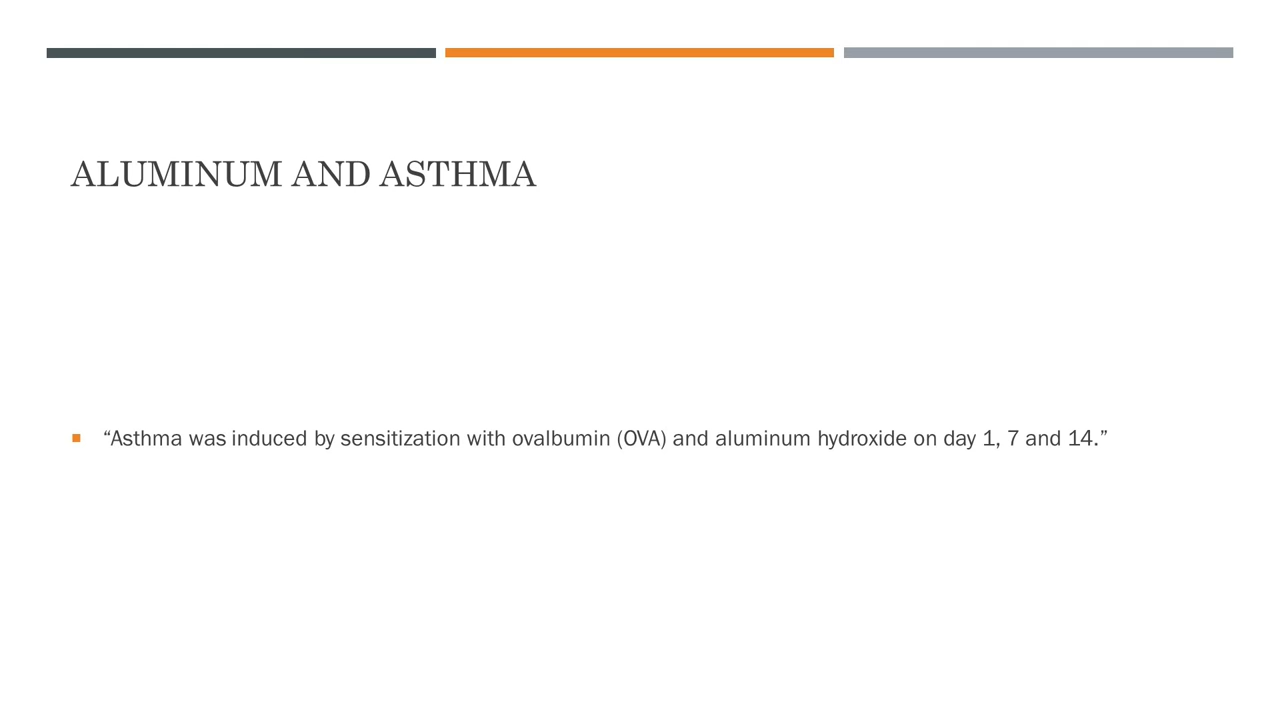 ALUMINUM AND ASTHMA
“Asthma was induced by sensitization with ovalbumin (OVA) and aluminum hydroxide on day 1, 7 and 14.”